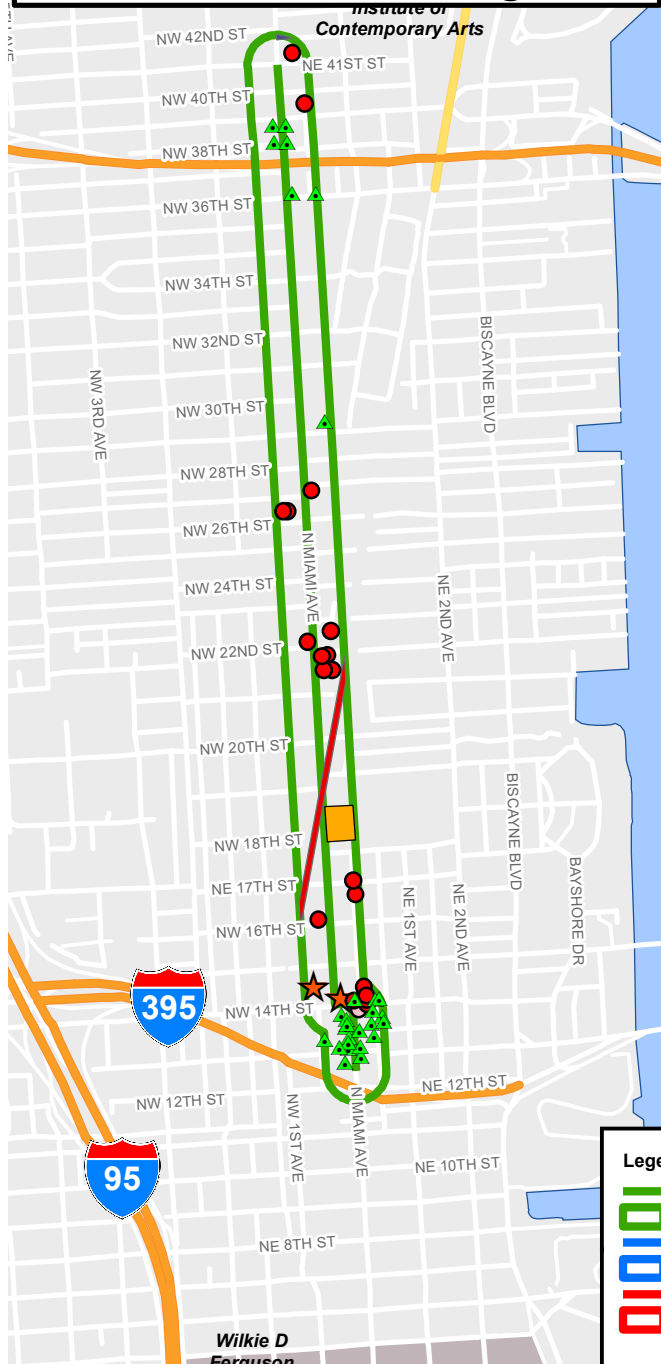 Institute of
Contemporary Arts
NW 42ND ST
NE 41ST ST
NW 40TH ST
NW 38TH ST
NW 36TH ST
NW 34TH ST
NW 32ND ST
BISCAYNE BLVD
NW 3RD AVE
NW 30TH ST
NW 28TH ST
NW 26TH ST
N MIAMI AVE
NW 24TH ST
NE 2ND AVE
NW 22ND ST
NW 20TH ST
BISCAYNE BLVD
NW 18TH ST
BAYSHORE DR
NE 17TH ST
NE 1ST AVE
NE 2ND AVE
NW 16TH ST
395
NW 14TH ST
NE 12TH ST
NW 12TH ST
NW 1ST AVE
N MIAMI AVE
NE 10TH ST
95
Lege
NE 8TH ST
Wilkie D
Ferguson